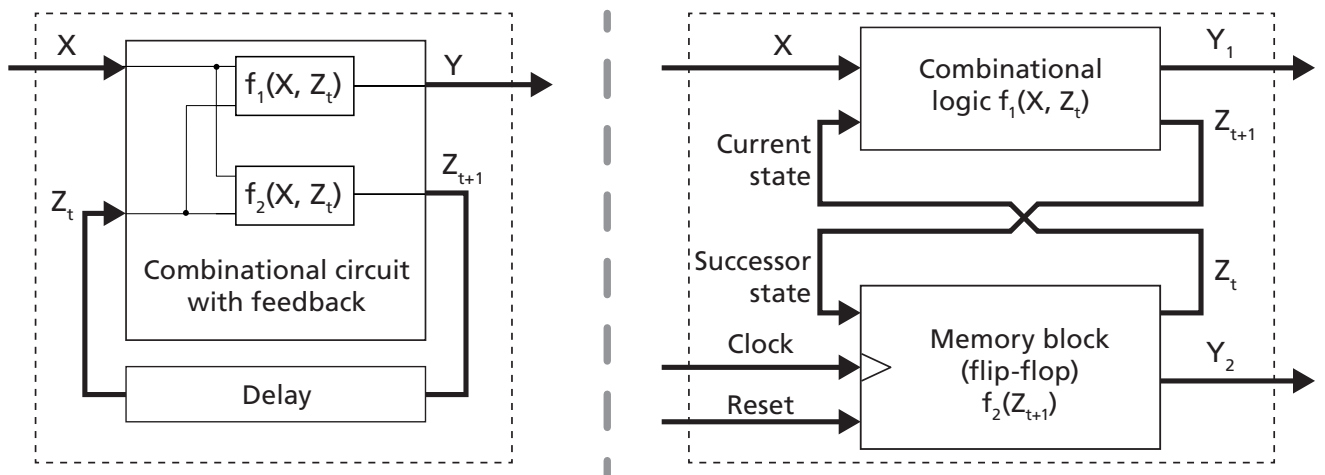 X
f₁(X, Zₜ)
Y
f₂(X, Zₜ)
Zₜ₊₁
Zₜ
Combinational circuit
with feedback
Delay
X
Combinational
logic f₁(X, Zₜ)
Y₁
Zₜ₊₁
Current
state
Successor
state
Zₜ
Clock
Memory block
(flip-flop)
f₂(Zₜ₊₁)
Y₂
Reset